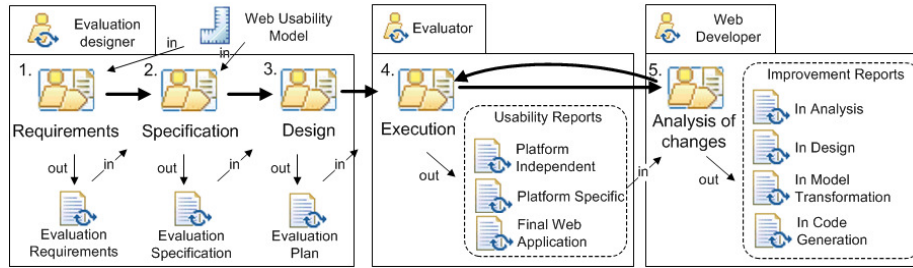 Evaluation
designer
Web Usability
Model
Evaluator
Web
Developer
in
in
1.
2.
3.
4.
5.
Requirements
Specification
Design
Execution
Analysis of
changes
out
in
out
in
out
in
out
in
out
Evaluation
Requirements
Evaluation
Specification
Evaluation
Plan
Usability Reports
Platform
Independent
Platform Specific
Final Web
Application
Improvement Reports
In Analysis
In Design
In Model
Transformation
In Code
Generation